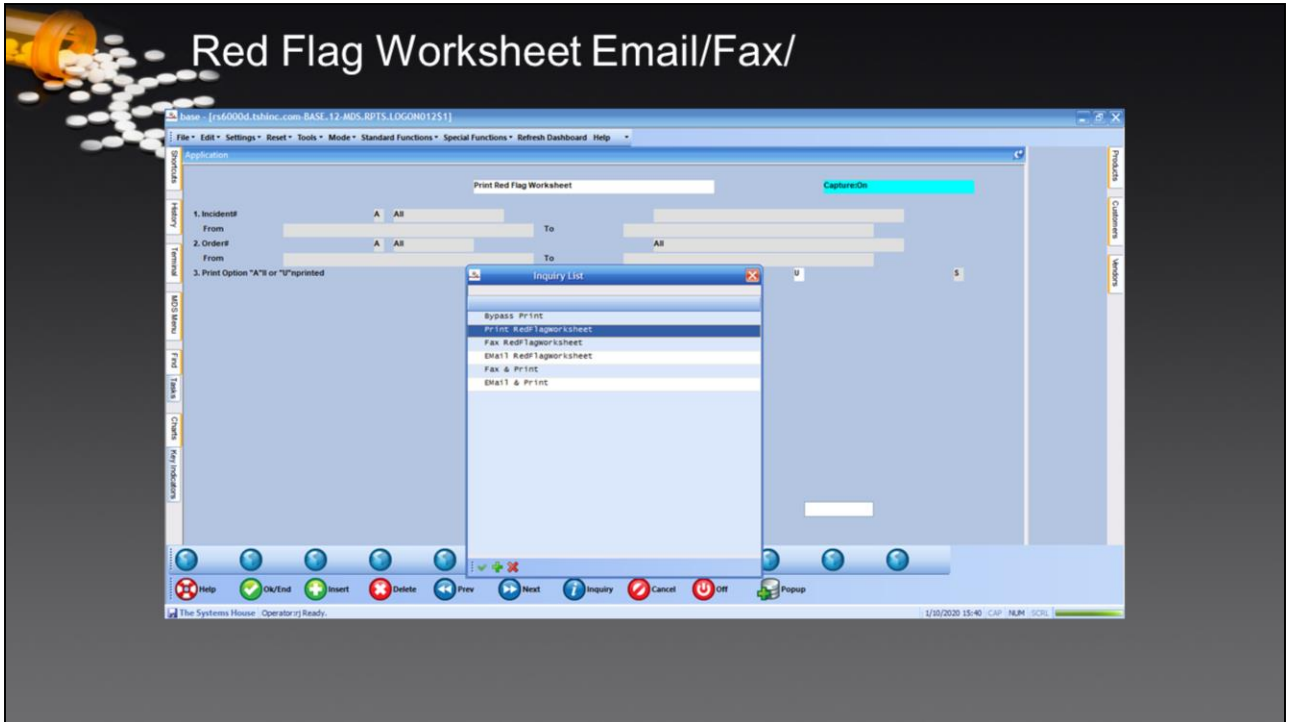 Red Flag Worksheet Email/Fax/
base - [rs6000d.tshinc.com-BASE.12-MDS.RPTS.LOGON012$1]
File Edit Settings Reset Tools Mode Standard Functions Special Functions Refresh Dashboard Help
Application
Print Red Flag Worksheet Capture:On
1. Incident# A All
From To
2. Order# A All All
From To
3. Print Option "A"ll or "U"nprinted U S
Inquiry List
Bypass Print
Print RedFlagWorksheet
Fax RedFlagWorksheet
EMail RedFlagWorksheet
Fax & Print
EMail & Print
Shortcuts
History
Terminal
MDS Menu
Find
Tasks
Charts
Key Indicators
Products
Customers
Vendors
Help Ok/End Insert Delete Prev Next Inquiry Cancel Off Popup
The Systems House Operator:rj Ready. 1/10/2020 15:40 CAP NUM SCRL